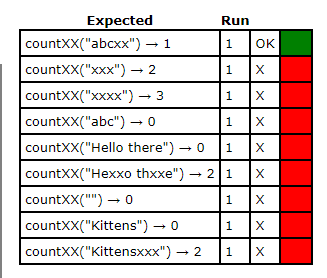 Expected Run
countXX("abcxx") → 1 1 OK
countXX("xxx") → 2 1 X
countXX("xxxx") → 3 1 X
countXX("abc") → 0 1 X
countXX("Hello there") → 0 1 X
countXX("Hexxo thxxe") → 2 1 X
countXX("") → 0 1 X
countXX("Kittens") → 0 1 X
countXX("Kittensxxx") → 2 1 X